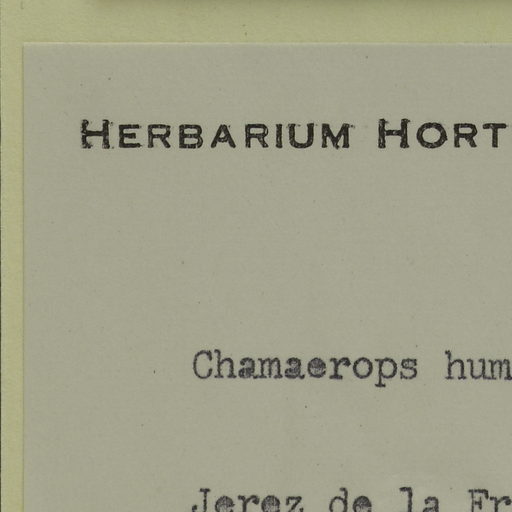 HERBARIUM HORT
Chamaerops hum
Jerez de la Fr